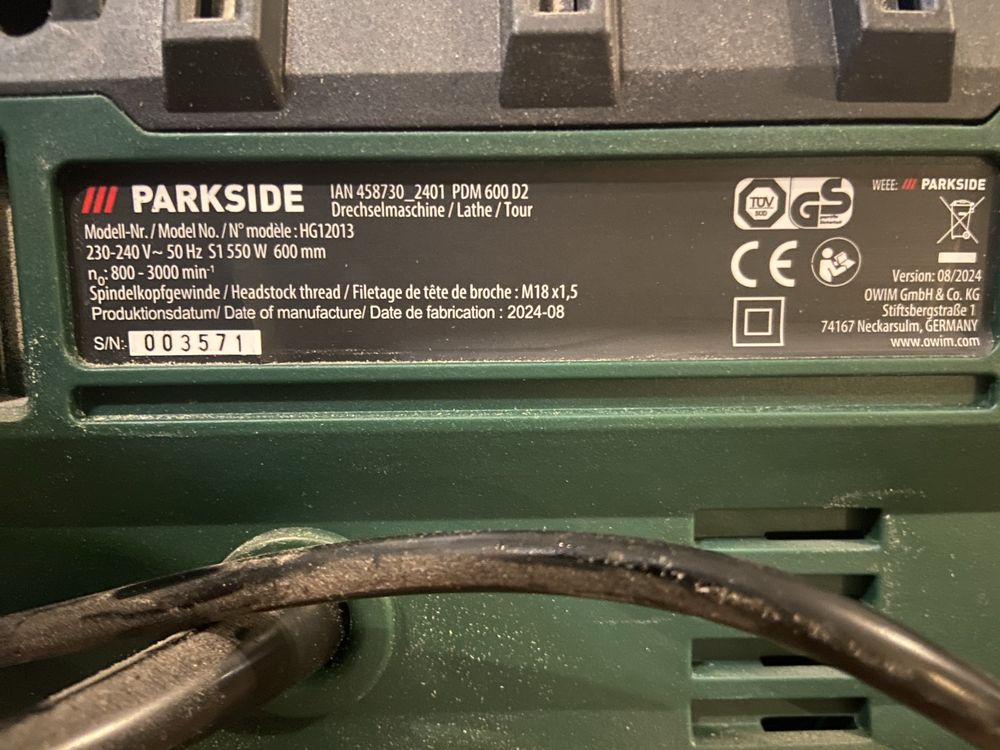 PARKSIDE
IAN 458730_2401 PDM 600 D2
Drechselmaschine / Lathe / Tour
Modell-Nr. / Model No. / N° modèle : HG12013
230-240 V~ 50 Hz S1 550 W 600 mm
n₀: 800 - 3000 min⁻¹
Spindelkopfgewinde / Headstock thread / Filetage de tête de broche : M18 x1,5
Produktionsdatum/ Date of manufacture/ Date de fabrication : 2024-08
S/N: 003571
TÜV
SÜD
GS
CE
WEEE: PARKSIDE
Version: 08/2024
OWIM GmbH & Co. KG
Stiftsbergstraße 1
74167 Neckarsulm, GERMANY
www.owim.com